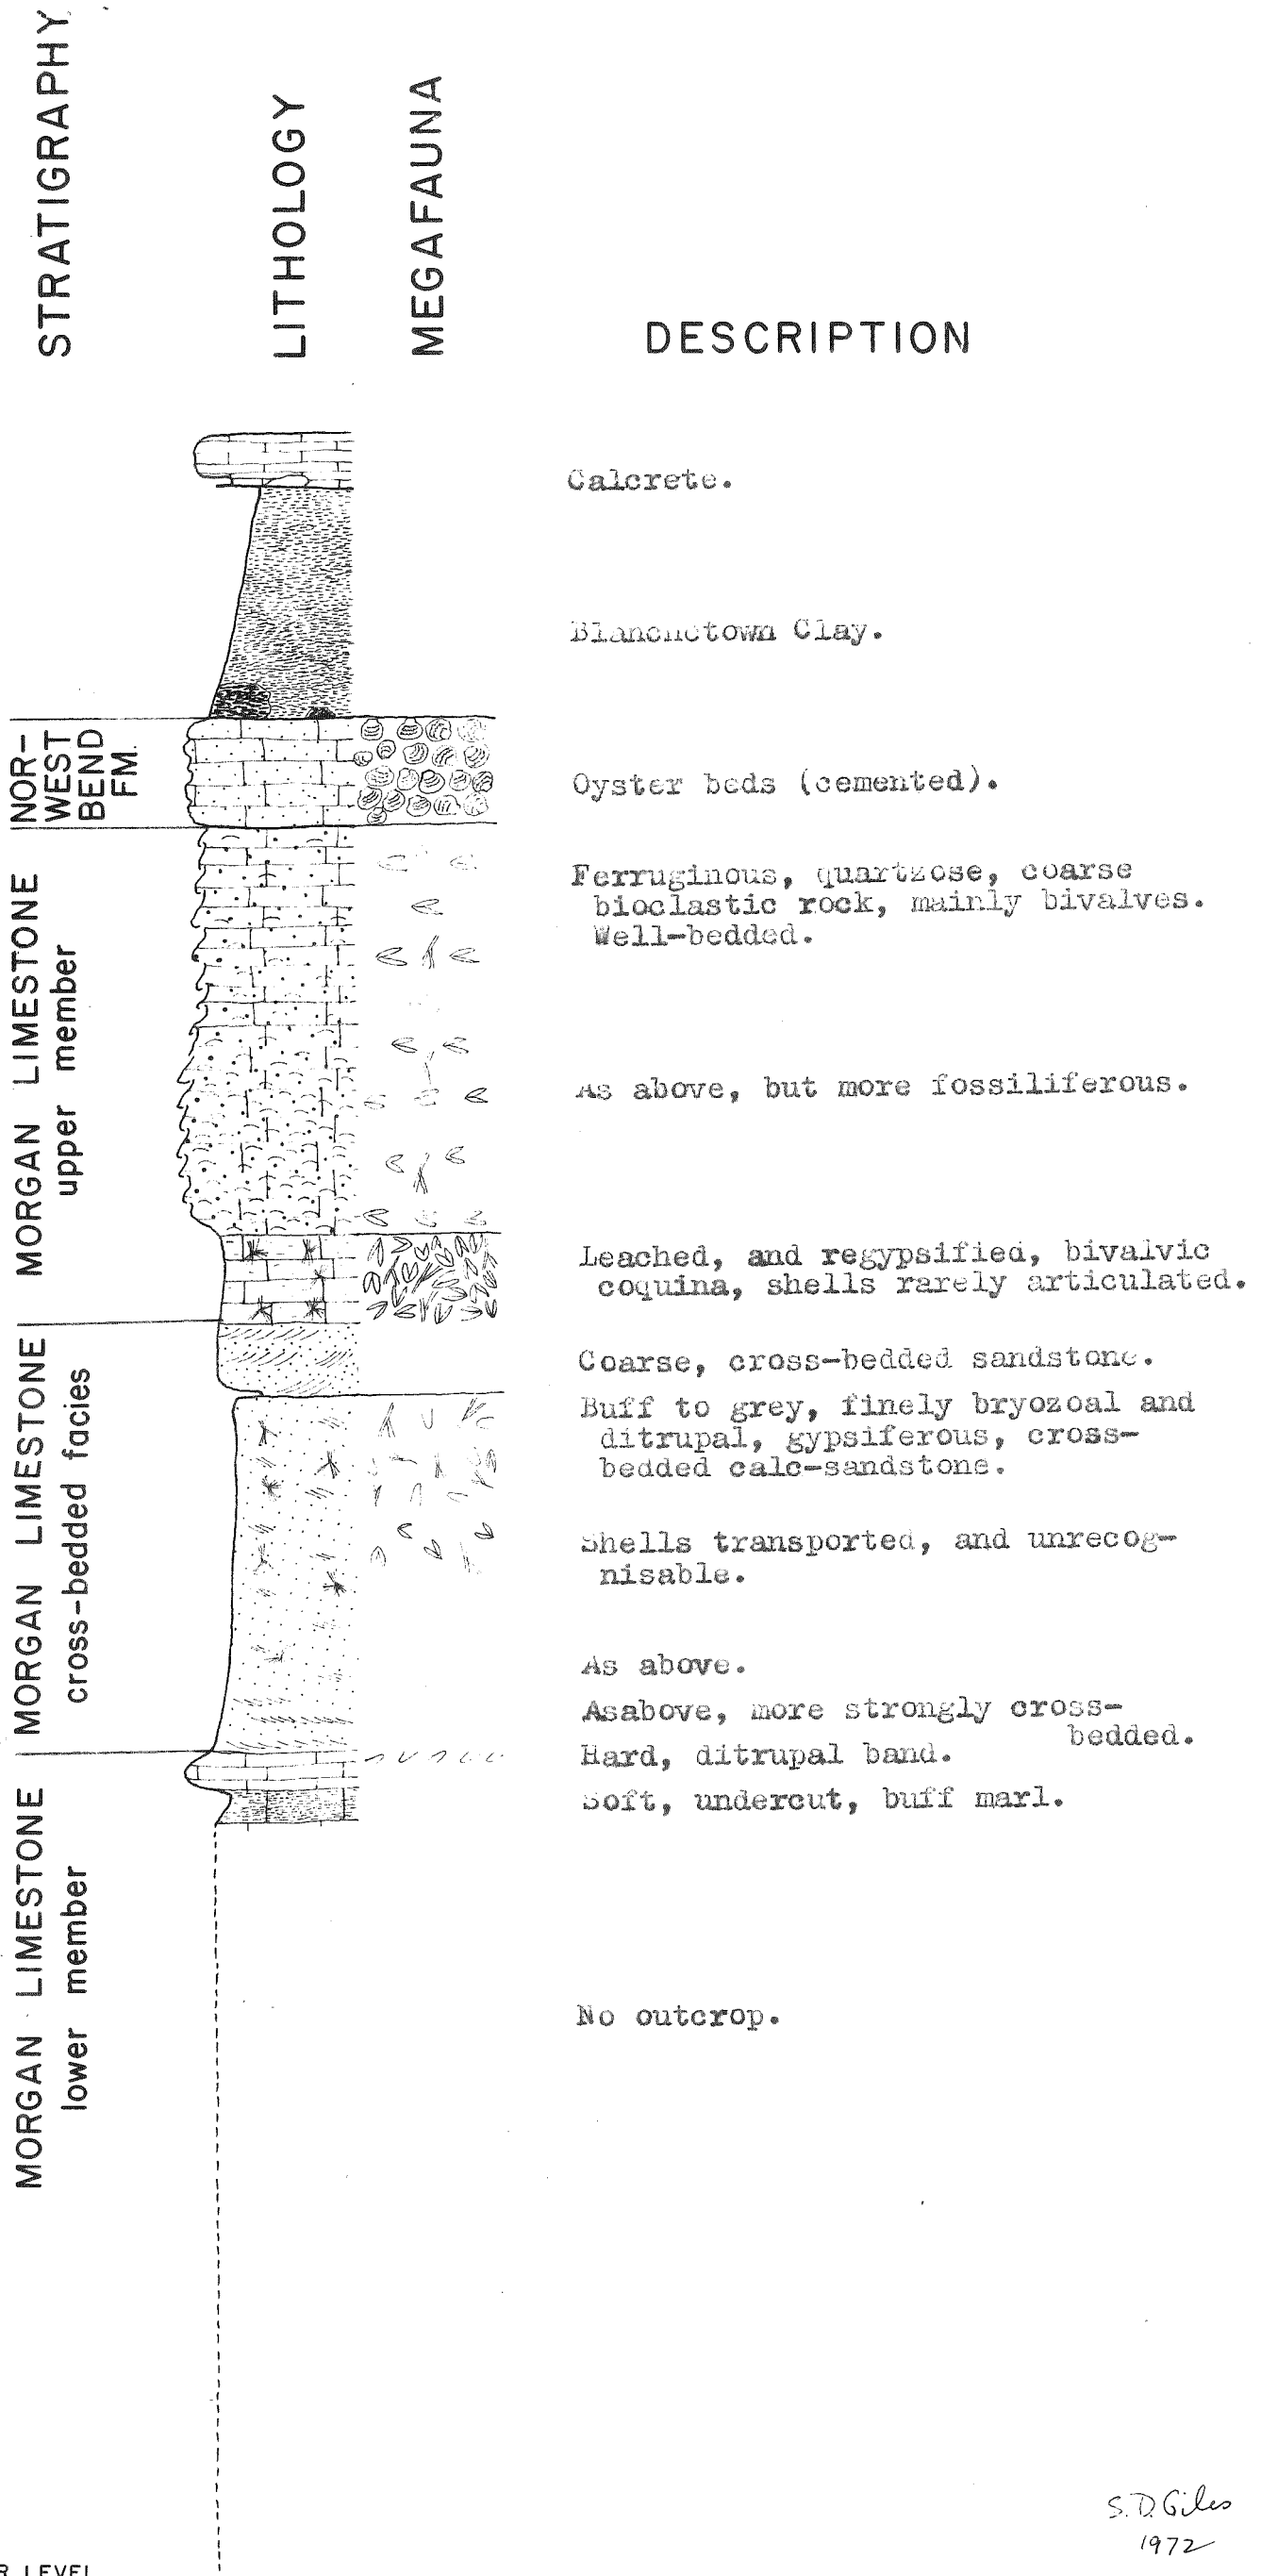 STRATIGRAPHY
LITHOLOGY
MEGAFAUNA
DESCRIPTION
Calcrete.
Blanchetown Clay.
NOR-
WEST
BEND
FM.
Oyster beds (cemented).
MORGAN LIMESTONE
upper member
Ferruginous, quartzose, coarse
bioclastic rock, mainly bivalves.
Well-bedded.
As above, but more fossiliferous.
Leached, and regypsified, bivalvic
coquina, shells rarely articulated.
MORGAN LIMESTONE
cross-bedded facies
Coarse, cross-bedded sandstone.
Buff to grey, finely bryozoal and
ditrupal, gypsiferous, cross-
bedded calc-sandstone.
Shells transported, and unrecog-
nisable.
As above.
Asabove, more strongly cross-
bedded.
MORGAN LIMESTONE
lower member
Hard, ditrupal band.
Soft, undercut, buff marl.
No outcrop.
S.D. Giles
1972
R LEVEL